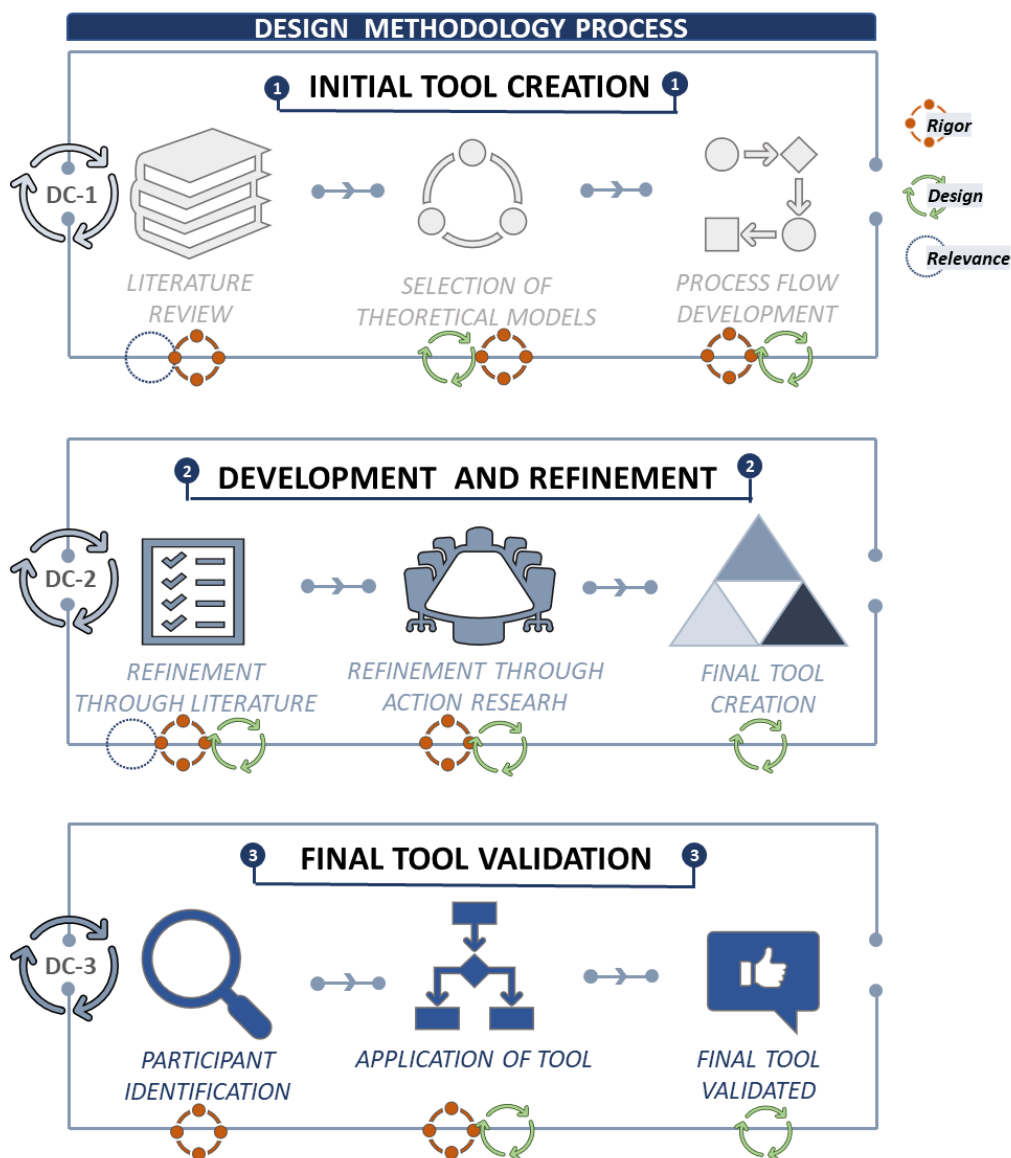 DESIGN METHODOLOGY PROCESS
1 INITIAL TOOL CREATION 1
Rigor
Design
Relevance
DC-1
LITERATURE
REVIEW
SELECTION OF
THEORETICAL MODELS
PROCESS FLOW
DEVELOPMENT
2 DEVELOPMENT AND REFINEMENT 2
DC-2
REFINEMENT
THROUGH LITERATURE
REFINEMENT THROUGH
ACTION RESEARH
FINAL TOOL
CREATION
3 FINAL TOOL VALIDATION 3
DC-3
PARTICIPANT
IDENTIFICATION
APPLICATION OF TOOL
FINAL TOOL
VALIDATED